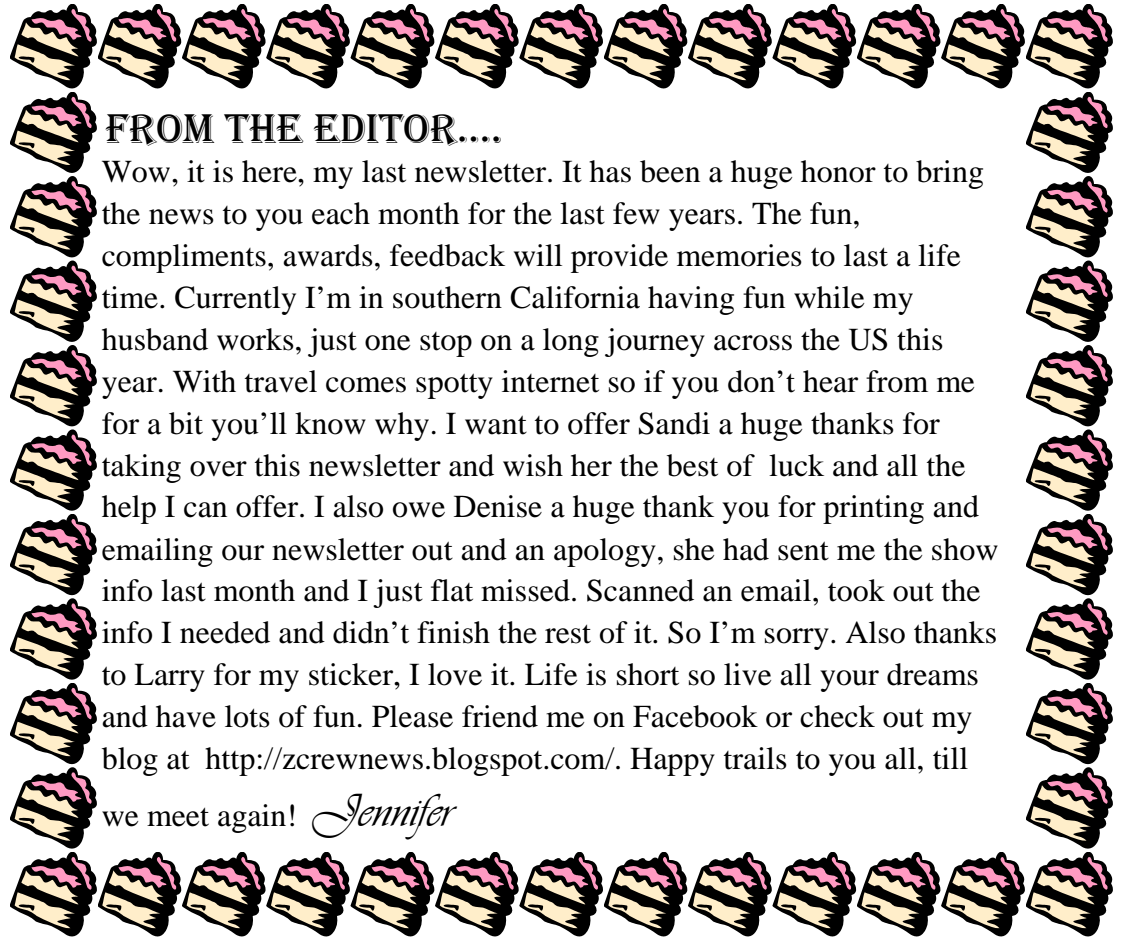 FROM THE EDITOR....
Wow, it is here, my last newsletter. It has been a huge honor to bring
the news to you each month for the last few years. The fun,
compliments, awards, feedback will provide memories to last a life
time. Currently I’m in southern California having fun while my
husband works, just one stop on a long journey across the US this
year. With travel comes spotty internet so if you don’t hear from me
for a bit you’ll know why. I want to offer Sandi a huge thanks for
taking over this newsletter and wish her the best of  luck and all the
help I can offer. I also owe Denise a huge thank you for printing and
emailing our newsletter out and an apology, she had sent me the show
info last month and I just flat missed. Scanned an email, took out the
info I needed and didn’t finish the rest of it. So I’m sorry. Also thanks
to Larry for my sticker, I love it. Life is short so live all your dreams
and have lots of fun. Please friend me on Facebook or check out my
blog at  http://zcrewnews.blogspot.com/. Happy trails to you all, till
we meet again!  Jennifer